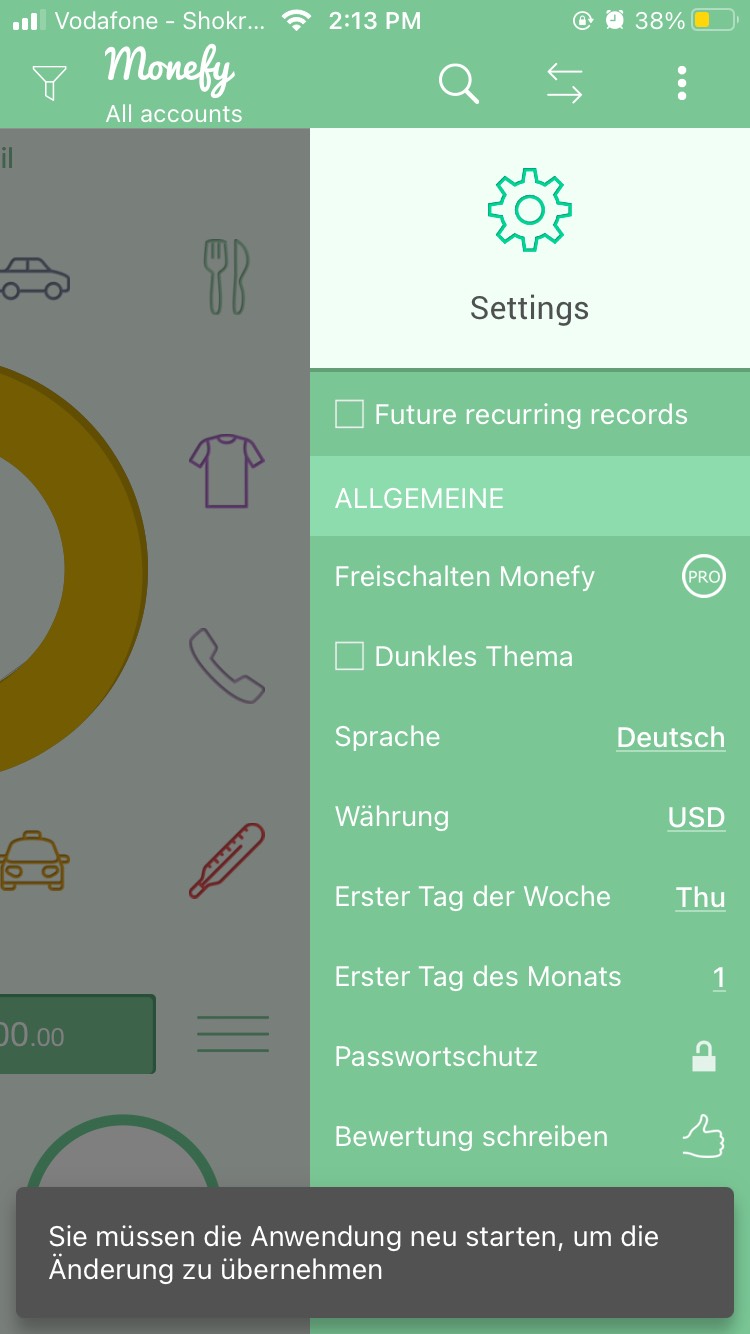 Vodafone - Shokr... 2:13 PM 38%
Monefy
All accounts
il
Settings
Future recurring records
ALLGEMEINE
Freischalten Monefy PRO
Dunkles Thema
Sprache Deutsch
Währung USD
Erster Tag der Woche Thu
Erster Tag des Monats 1
00.00
Passwortschutz
Bewertung schreiben
Sie müssen die Anwendung neu starten, um die
Änderung zu übernehmen